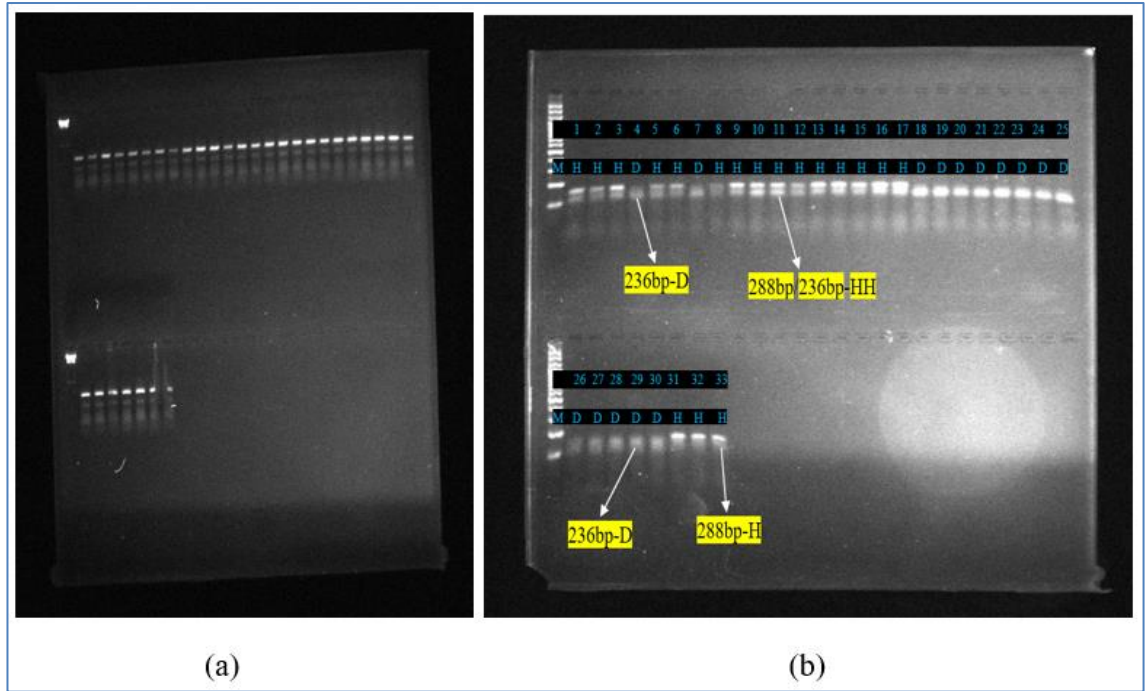 1 2 3 4 5 6 7 8 9 10 11 12 13 14 15 16 17 18 19 20 21 22 23 24 25
M H H H D H H D H H H H H H H H H H D D D D D D D D
236bp-D
288bp/236bp-HH
26 27 28 29 30 31 32 33
M D D D D D H H H
236bp-D
288bp-H
(a)
(b)